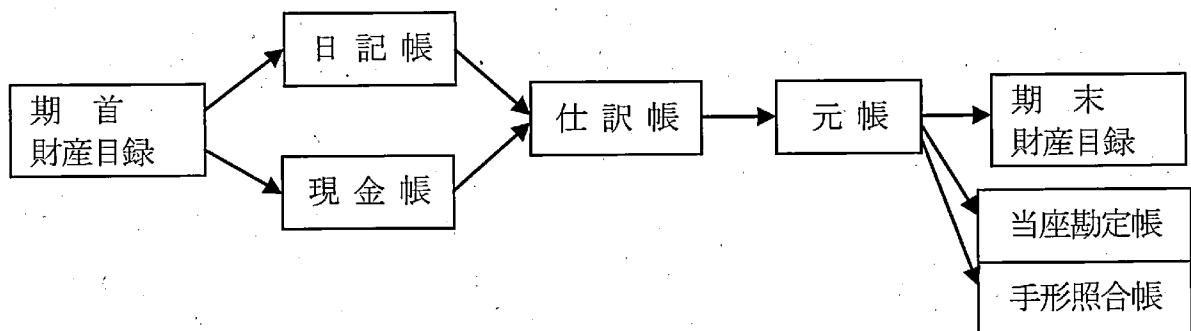 期首
財産目録
日記帳
現金帳
仕訳帳
元帳
期末
財産目録
当座勘定帳
手形照合帳